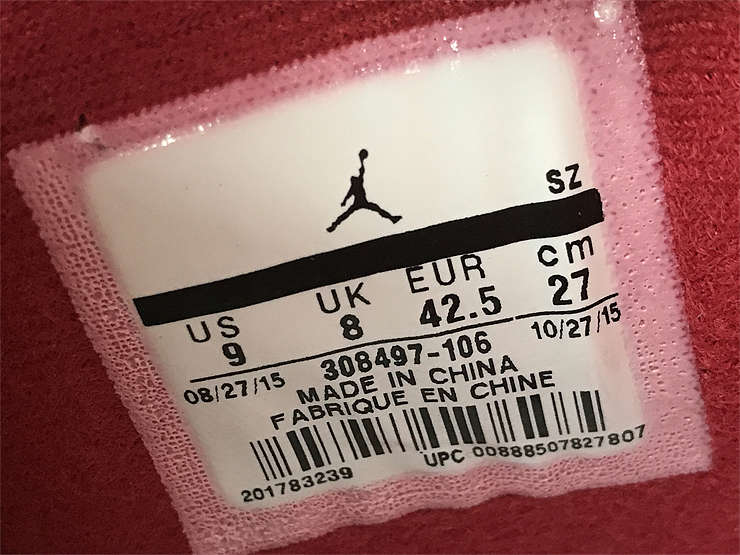 SZ
US UK EUR cm
9 8 42.5 27
08/27/15 308497-106 10/27/15
MADE IN CHINA
FABRIQUE EN CHINE
201783239 UPC 00888507827807